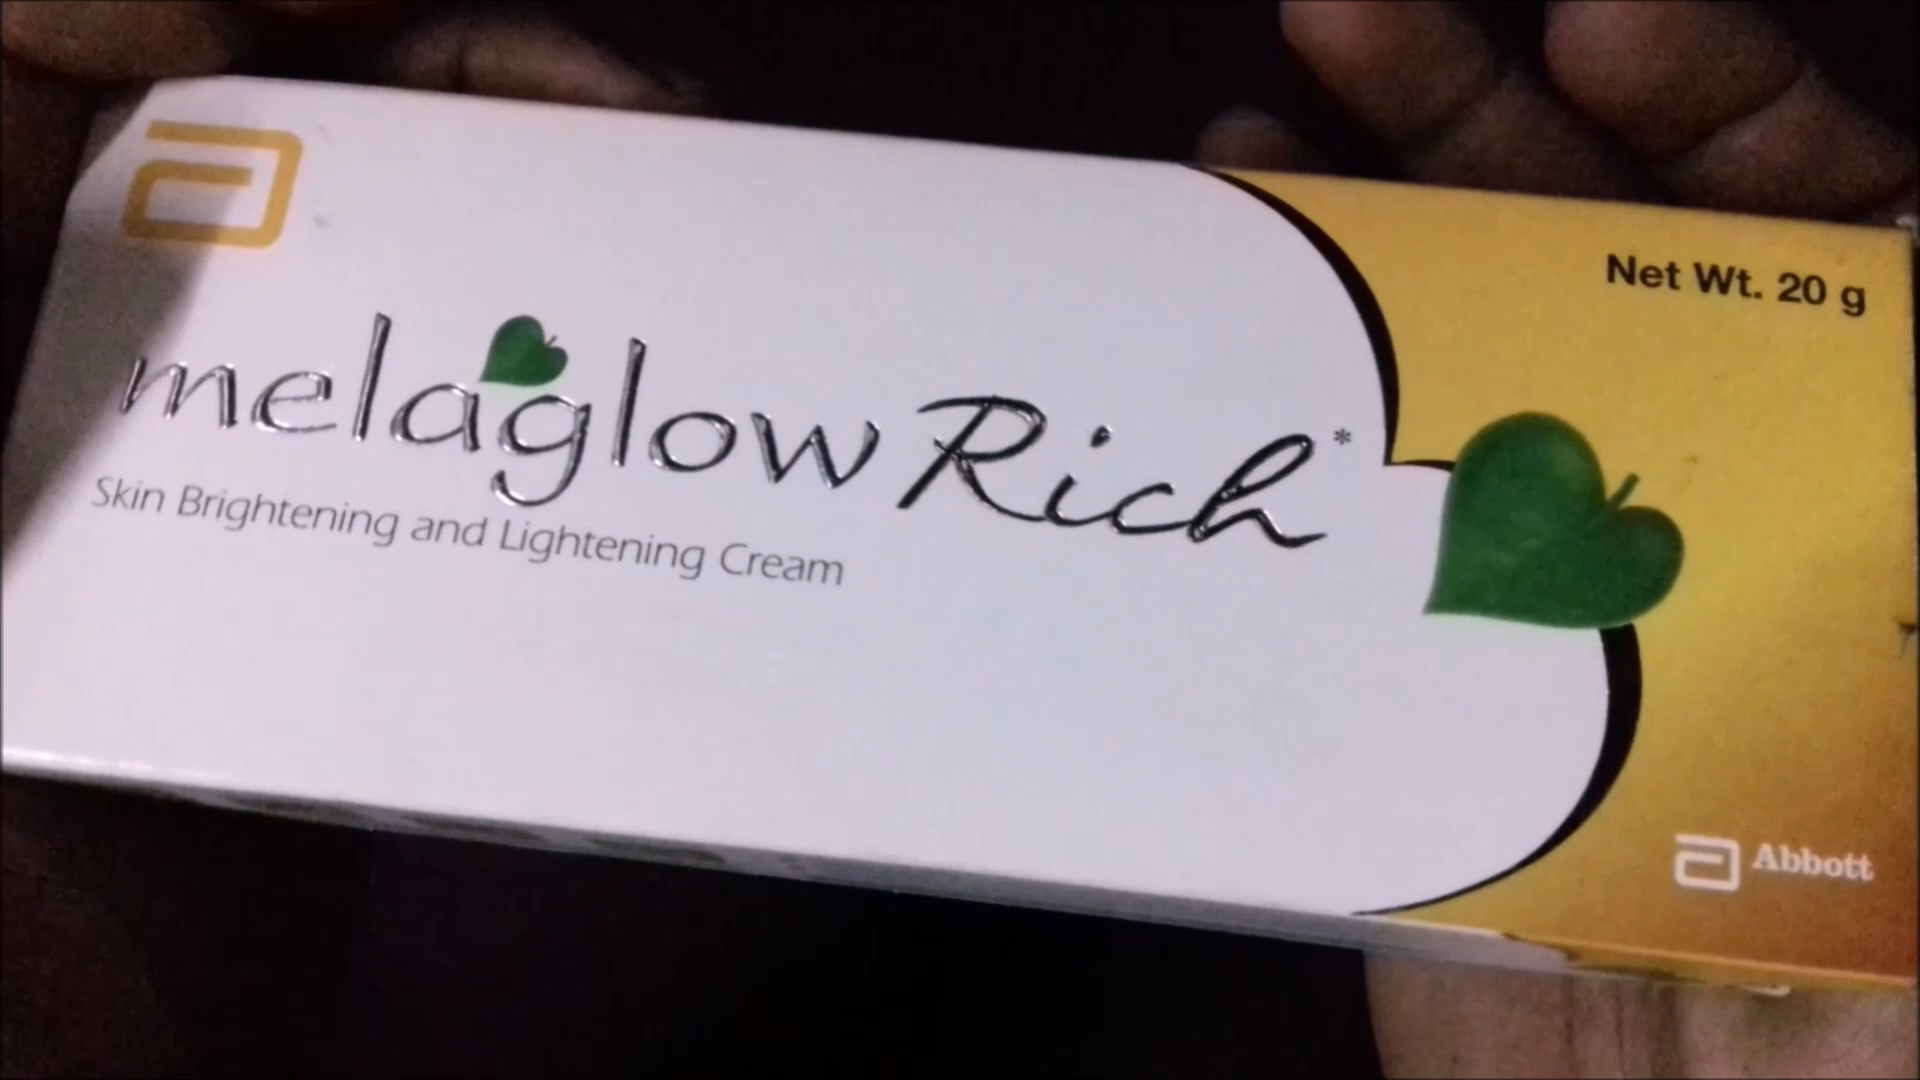 Net Wt. 20 g
melaglow Rich*
Skin Brightening and Lightening Cream
Abbott